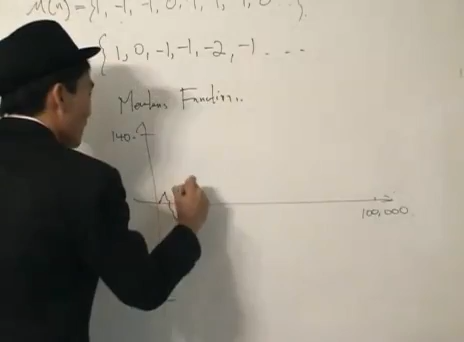 M(n) = {1, -1, -1, 0, -1, 1, -1, 0 }.
{1, 0, -1, -1, -2, -1 ...
Mertens Function.
140
100,000